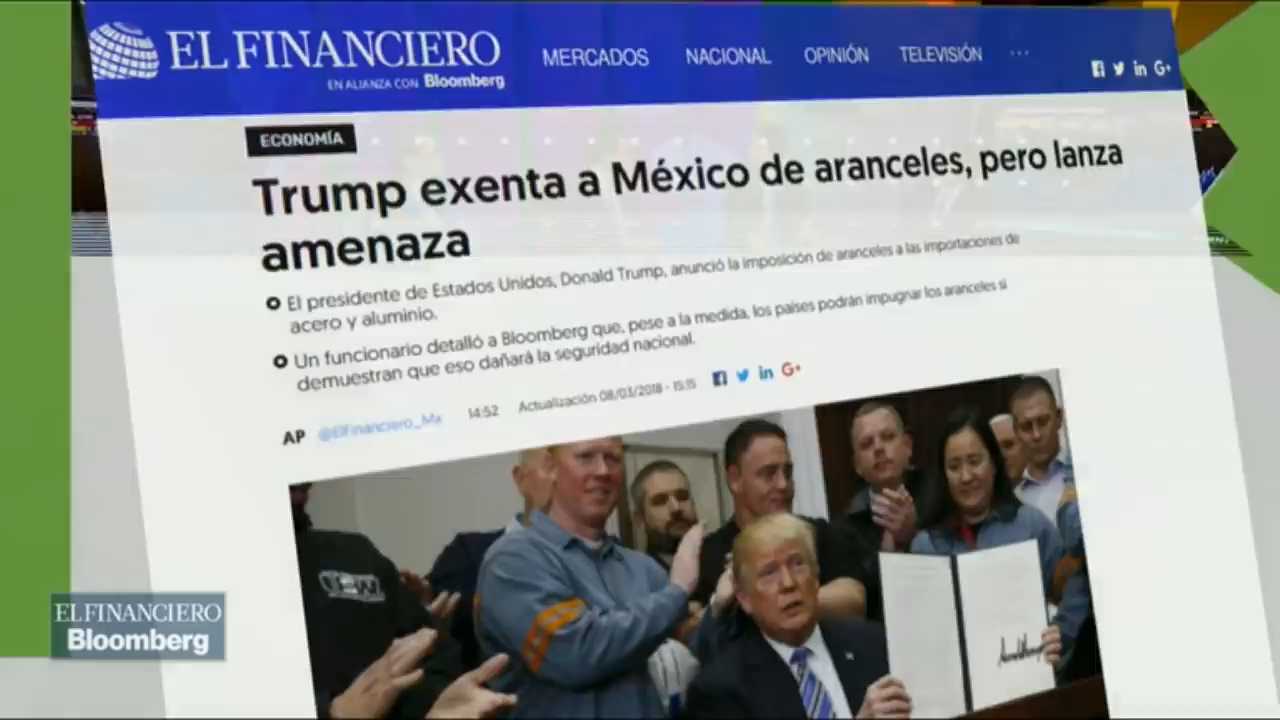 EL FINANCIERO
EN ALIANZA CON Bloomberg
MERCADOS NACIONAL OPINIÓN TELEVISIÓN ...
ECONOMÍA
Trump exenta a México de aranceles, pero lanza
amenaza
El presidente de Estados Unidos, Donald Trump, anunció la imposición de aranceles a las importaciones de
acero y aluminio.
Un funcionario detalló a Bloomberg que, pese a la medida, los países podrán impugnar los aranceles si
demuestran que eso dañará la seguridad nacional.
AP @ElFinanciero_Mx 14:52 Actualización 08/03/2018 - 15:15
EL FINANCIERO
Bloomberg